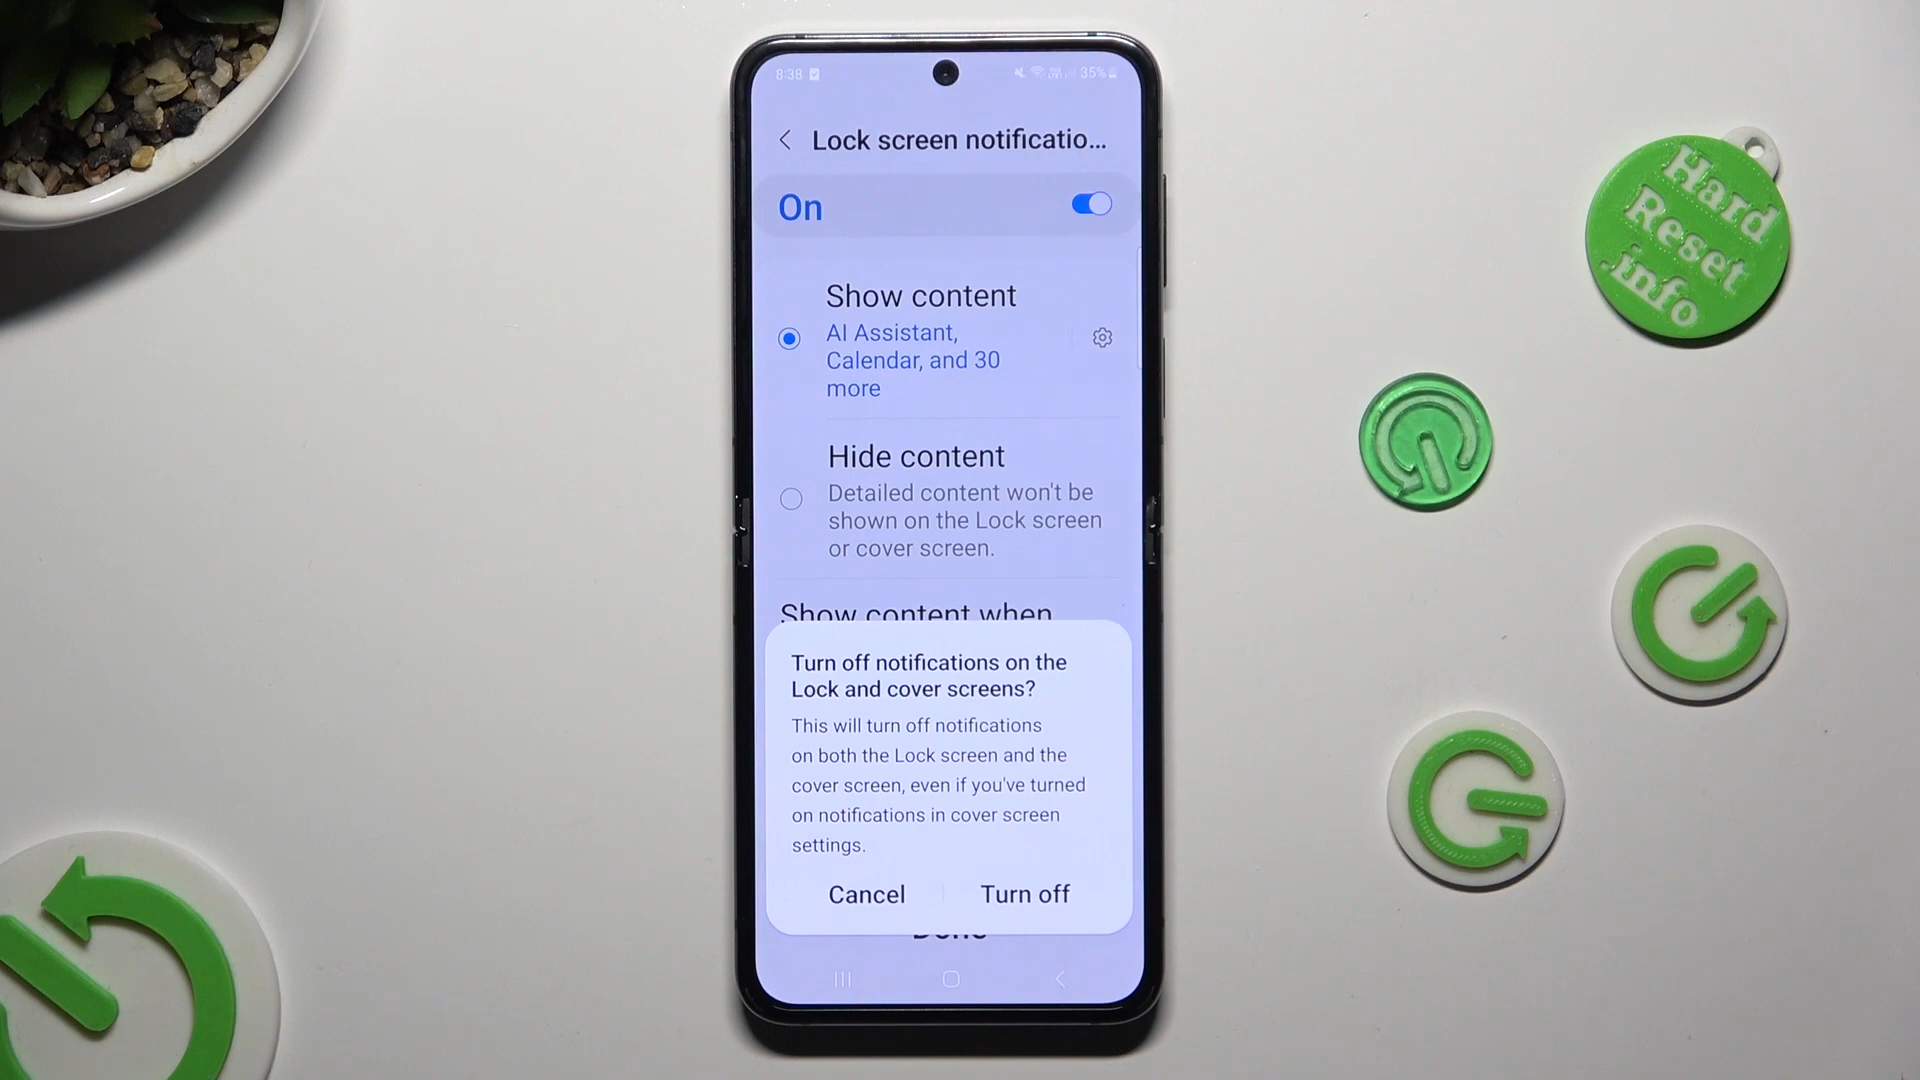 8:38
35%
Lock screen notificatio...
On
Show content
AI Assistant,
Calendar, and 30
more
Hide content
Detailed content won't be
shown on the Lock screen
or cover screen.
Show content when
Turn off notifications on the
Lock and cover screens?
This will turn off notifications
on both the Lock screen and the
cover screen, even if you've turned
on notifications in cover screen
settings.
Cancel
Turn off
Done
Hard
Reset
.info